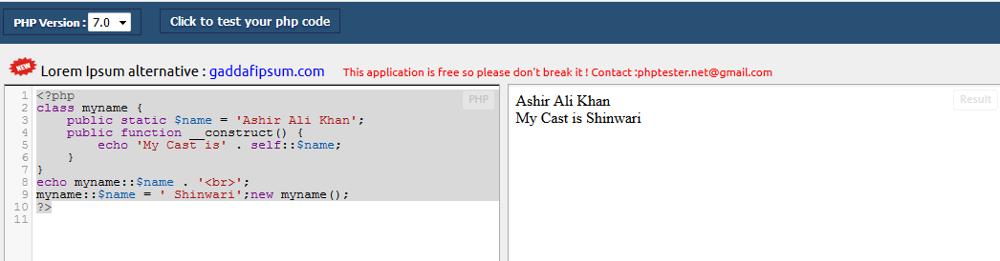 PHP Version : 7.0 Click to test your php code
NEW Lorem Ipsum alternative : gaddafipsum.com This application is free so please don't break it ! Contact :phptester.net@gmail.com
PHP
1 <?php
2 class myname {
3     public static $name = 'Ashir Ali Khan';
4     public function __construct() {
5         echo 'My Cast is' . self::$name;
6     }
7 }
8 echo myname::$name . '<br>';
9 myname::$name = ' Shinwari';new myname();
10 ?>
11
Result
Ashir Ali Khan
My Cast is Shinwari